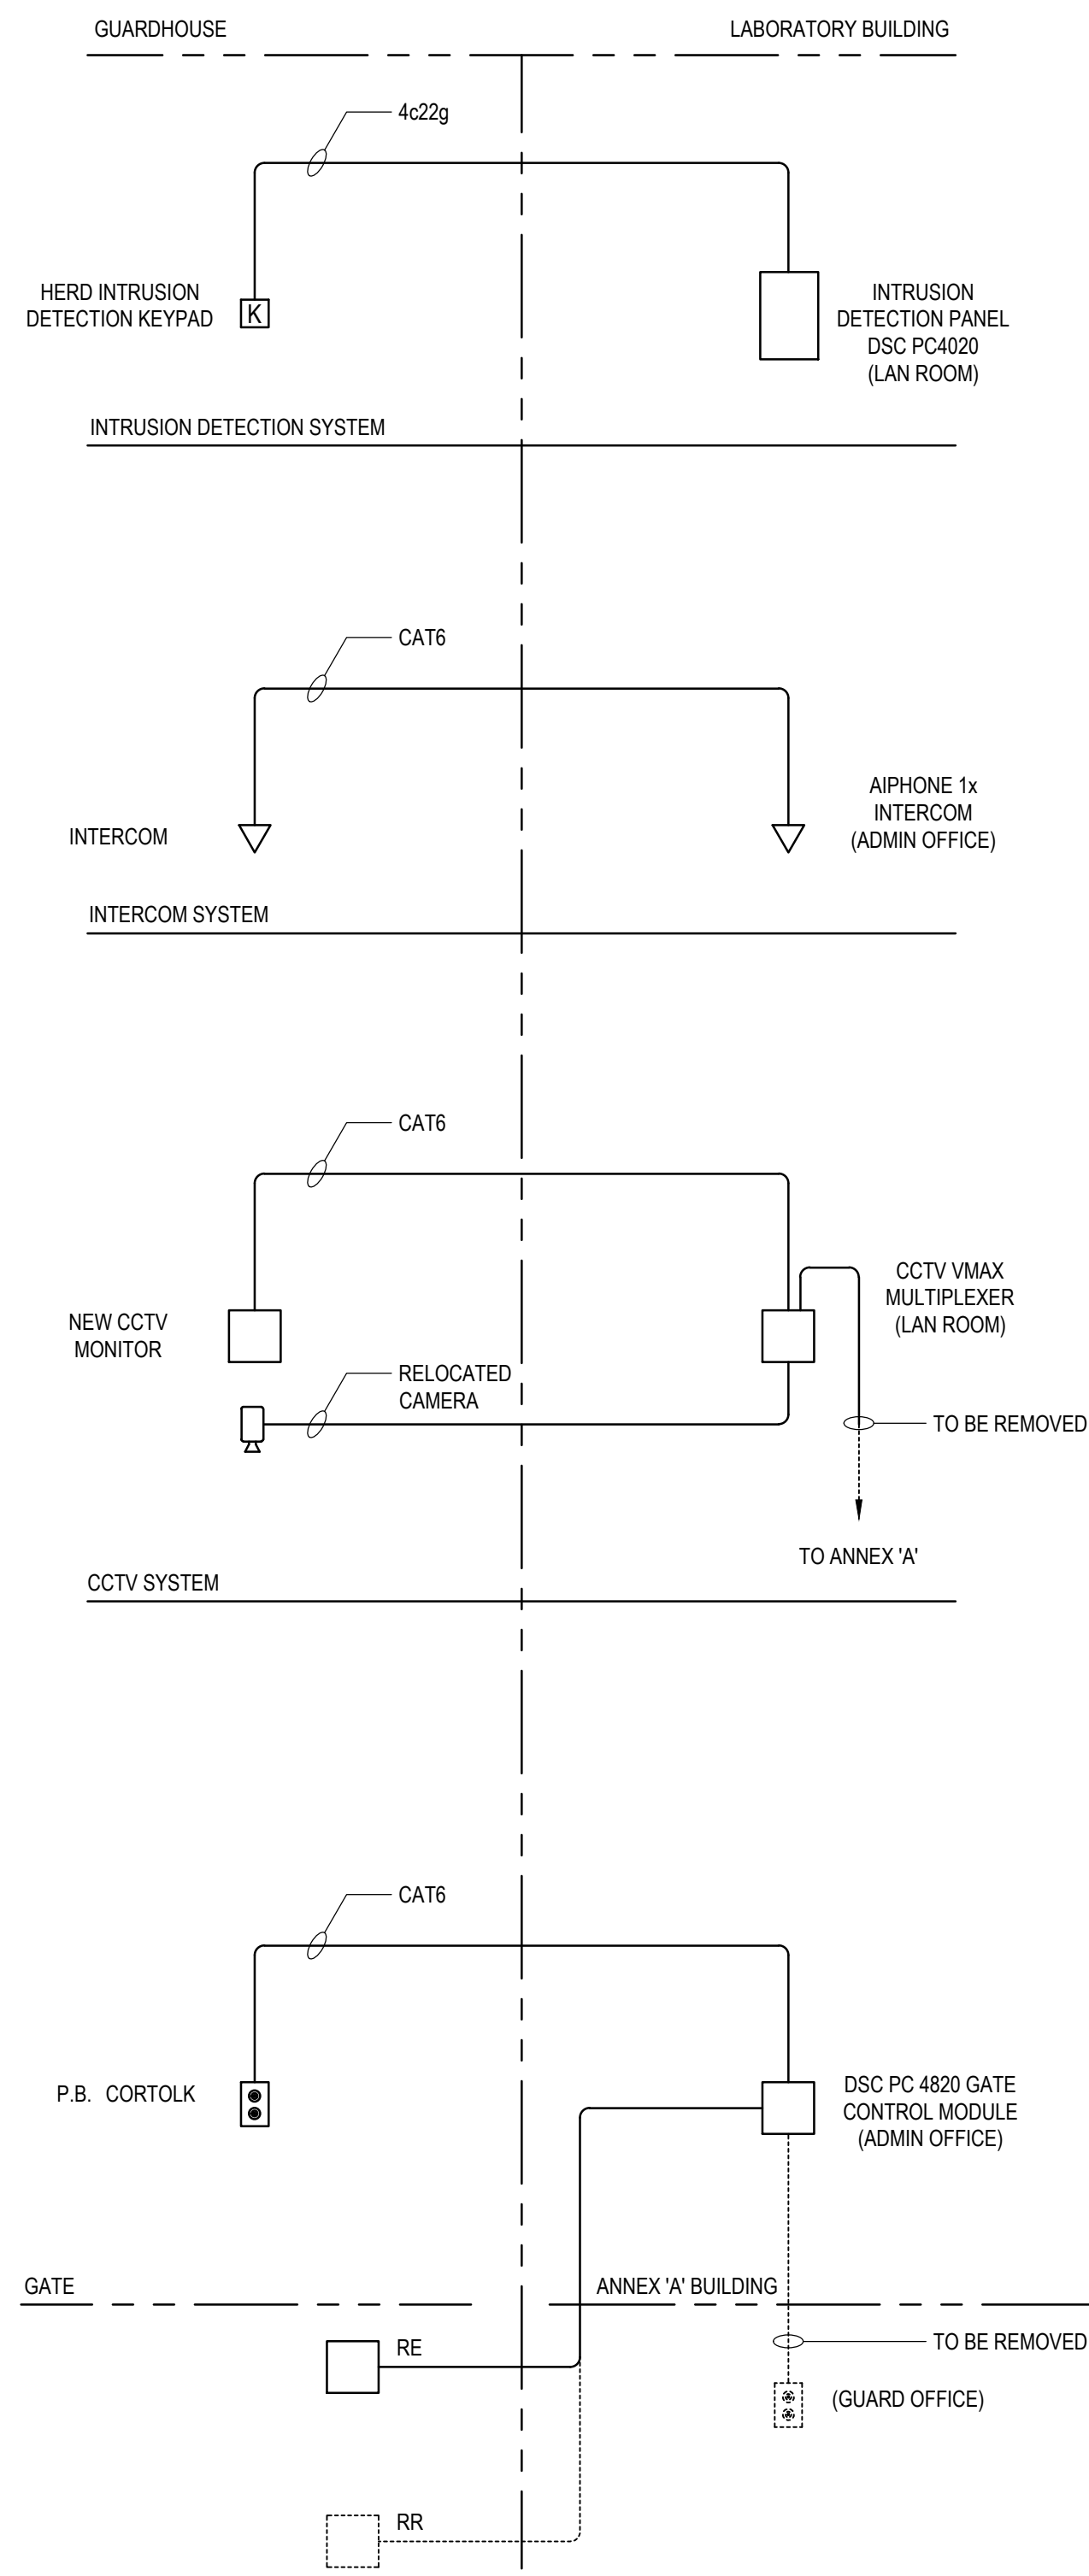 GUARDHOUSE
LABORATORY BUILDING
4c22g
HERD INTRUSION
DETECTION KEYPAD
K
INTRUSION
DETECTION PANEL
DSC PC4020
(LAN ROOM)
INTRUSION DETECTION SYSTEM
CAT6
INTERCOM
AIPHONE 1x
INTERCOM
(ADMIN OFFICE)
INTERCOM SYSTEM
CAT6
NEW CCTV
MONITOR
CCTV VMAX
MULTIPLEXER
(LAN ROOM)
RELOCATED
CAMERA
TO BE REMOVED
TO ANNEX 'A'
CCTV SYSTEM
CAT6
P.B. CORTOLK
DSC PC 4820 GATE
CONTROL MODULE
(ADMIN OFFICE)
GATE
ANNEX 'A' BUILDING
RE
TO BE REMOVED
(GUARD OFFICE)
RR